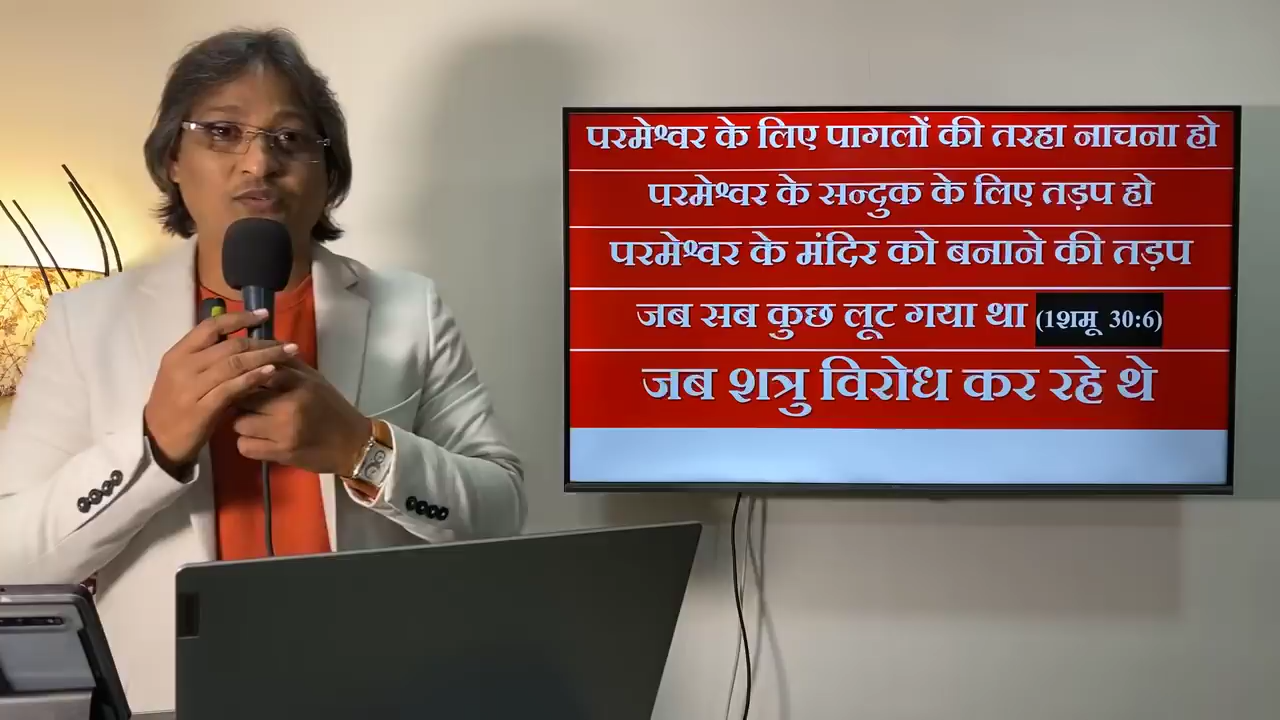 परमेश्वर के लिए पागलों की तरहा नाचना हो
परमेश्वर के सन्दुक के लिए तड़प हो
परमेश्वर के मंदिर को बनाने की तड़प
जब सब कुछ लूट गया था (1शमू 30:6)
जब शत्रु विरोध कर रहे थे